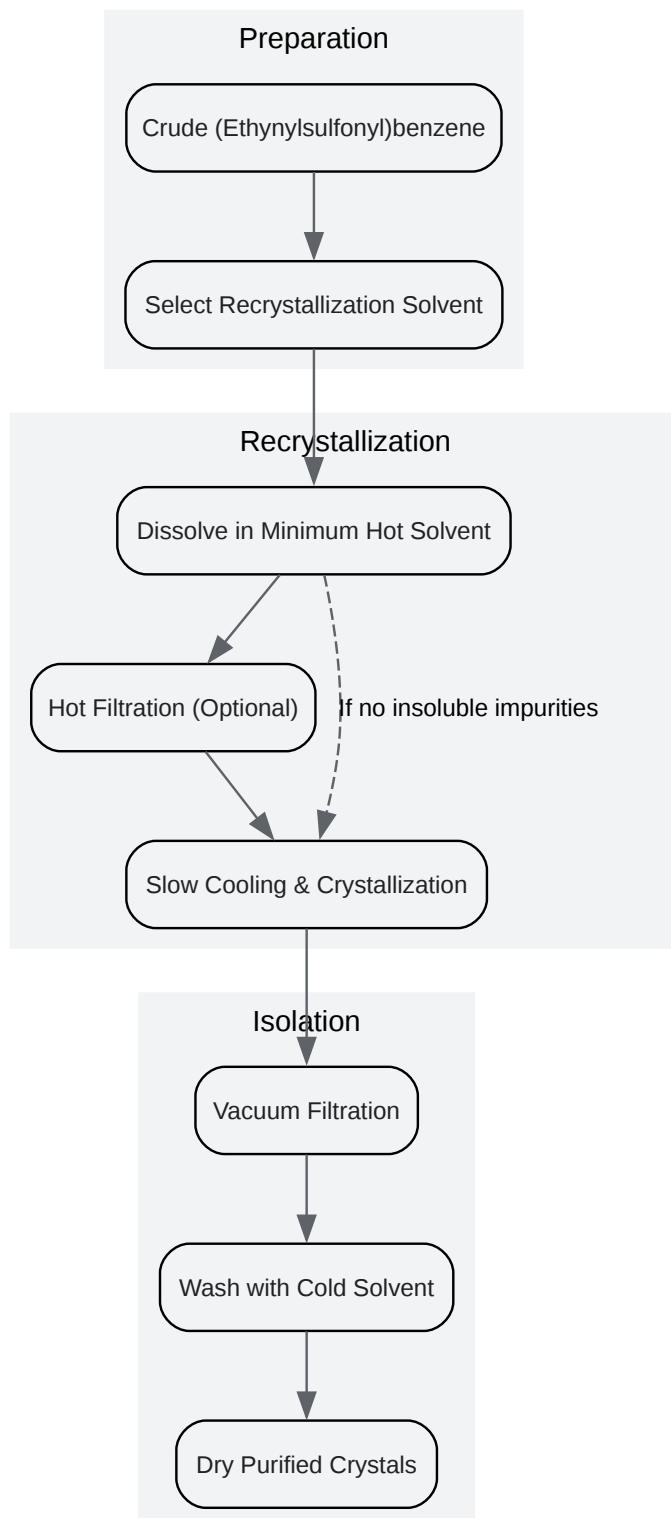 Preparation
Crude (Ethynylsulfonyl)benzene
Select Recrystallization Solvent
Recrystallization
Dissolve in Minimum Hot Solvent
Hot Filtration (Optional)
If no insoluble impurities
Slow Cooling & Crystallization
Isolation
Vacuum Filtration
Wash with Cold Solvent
Dry Purified Crystals